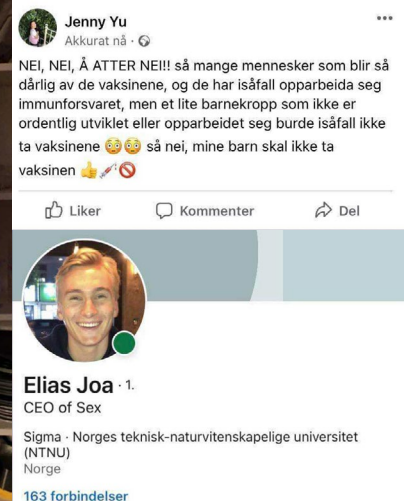 Jenny Yu
Akkurat nå ·
NEI, NEI, Å ATTER NEI!! så mange mennesker som blir så
dårlig av de vaksinene, og de har isåfall opparbeida seg
immunforsvaret, men et lite barnekropp som ikke er
ordentlig utviklet eller opparbeidet seg burde isåfall ikke
ta vaksinene 😳😳 så nei, mine barn skal ikke ta
vaksinen 👍💉🚫
Liker Kommenter Del
Elias Joa · 1.
CEO of Sex
Sigma · Norges teknisk-naturvitenskapelige universitet
(NTNU)
Norge
163 forbindelser